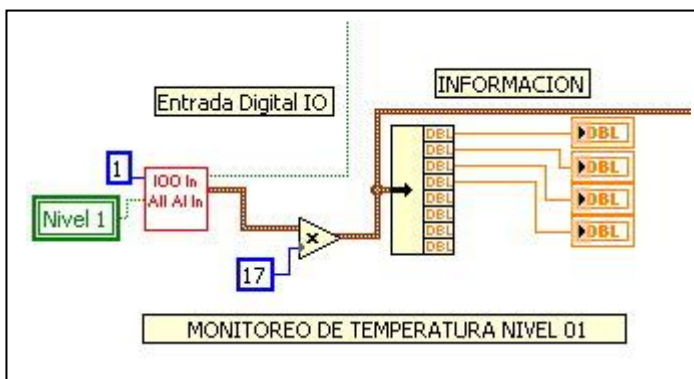 Entrada Digital IO
INFORMACION
1
IOO In
All AI In
Nivel 1
x
17
DBL
DBL
DBL
DBL
DBL
DBL
DBL
DBL
DBL
DBL
DBL
DBL
MONITOREO DE TEMPERATURA NIVEL 01